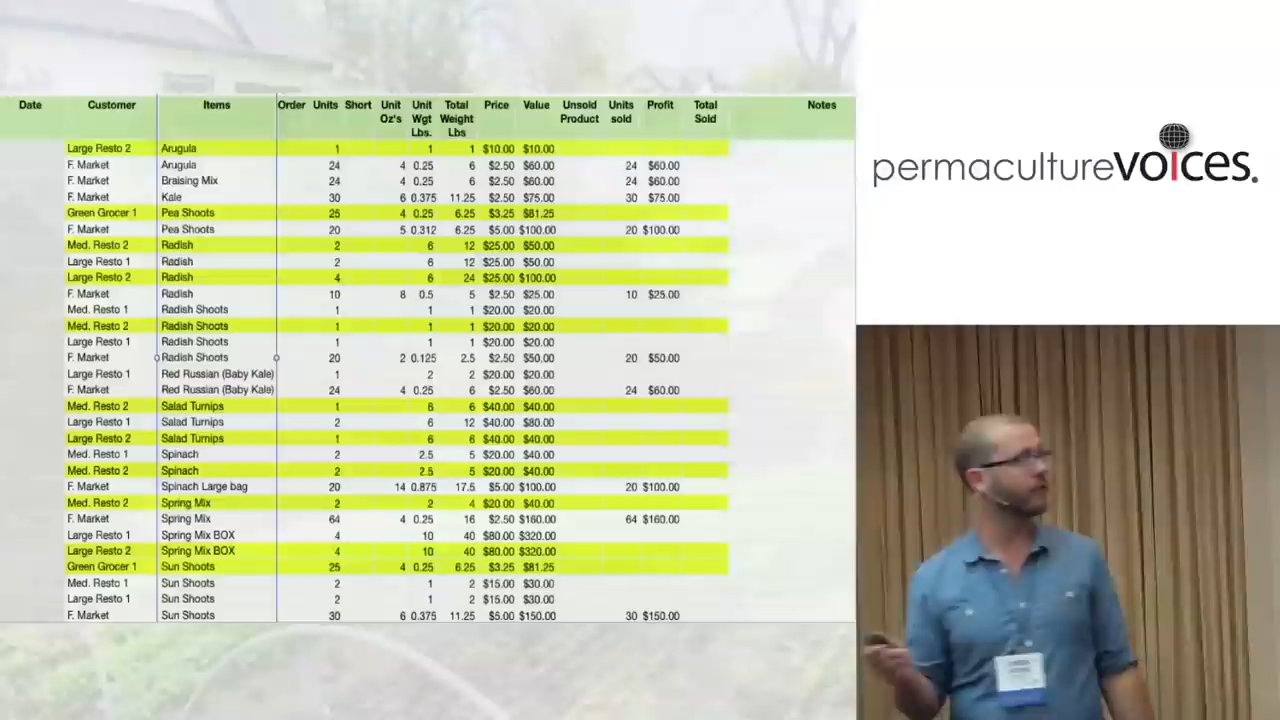 Date Customer Items Order Units Short Unit Oz's Unit Wgt Lbs. Total Weight Lbs Price Value Unsold Product Units sold Profit Total Sold Notes
Large Resto 2 Arugula 1 1 1 $10.00 $10.00
F. Market Arugula 24 4 0.25 6 $2.50 $60.00 24 $60.00
F. Market Braising Mix 24 4 0.25 6 $2.50 $60.00 24 $60.00
F. Market Kale 30 6 0.375 11.25 $2.50 $75.00 30 $75.00
Green Grocer 1 Pea Shoots 25 4 0.25 6.25 $3.25 $81.25
F. Market Pea Shoots 20 5 0.312 6.25 $5.00 $100.00 20 $100.00
Med. Resto 2 Radish 2 6 12 $25.00 $50.00
Large Resto 1 Radish 2 6 12 $25.00 $50.00
Large Resto 2 Radish 4 6 24 $25.00 $100.00
F. Market Radish 10 8 0.5 5 $2.50 $25.00 10 $25.00
Med. Resto 1 Radish Shoots 1 1 1 $20.00 $20.00
Med. Resto 2 Radish Shoots 1 1 1 $20.00 $20.00
Large Resto 1 Radish Shoots 1 1 1 $20.00 $20.00
F. Market Radish Shoots 20 2 0.125 2.5 $2.50 $50.00 20 $50.00
Large Resto 1 Red Russian (Baby Kale) 1 2 2 $20.00 $20.00
F. Market Red Russian (Baby Kale) 24 4 0.25 6 $2.50 $60.00 24 $60.00
Med. Resto 2 Salad Turnips 1 6 6 $40.00 $40.00
Large Resto 1 Salad Turnips 2 6 12 $40.00 $80.00
Large Resto 2 Salad Turnips 1 6 6 $40.00 $40.00
Med. Resto 1 Spinach 2 2.5 5 $20.00 $40.00
Med. Resto 2 Spinach 2 2.5 5 $20.00 $40.00
F. Market Spinach Large bag 20 14 0.875 17.5 $5.00 $100.00 20 $100.00
Med. Resto 2 Spring Mix 2 2 4 $20.00 $40.00
F. Market Spring Mix 64 4 0.25 16 $2.50 $160.00 64 $160.00
Large Resto 1 Spring Mix BOX 4 10 40 $80.00 $320.00
Large Resto 2 Spring Mix BOX 4 10 40 $80.00 $320.00
Green Grocer 1 Sun Shoots 25 4 0.25 6.25 $3.25 $81.25
Med. Resto 1 Sun Shoots 2 1 2 $15.00 $30.00
Large Resto 1 Sun Shoots 2 1 2 $15.00 $30.00
F. Market Sun Shoots 30 6 0.375 11.25 $5.00 $150.00 30 $150.00
permaculturevoices.